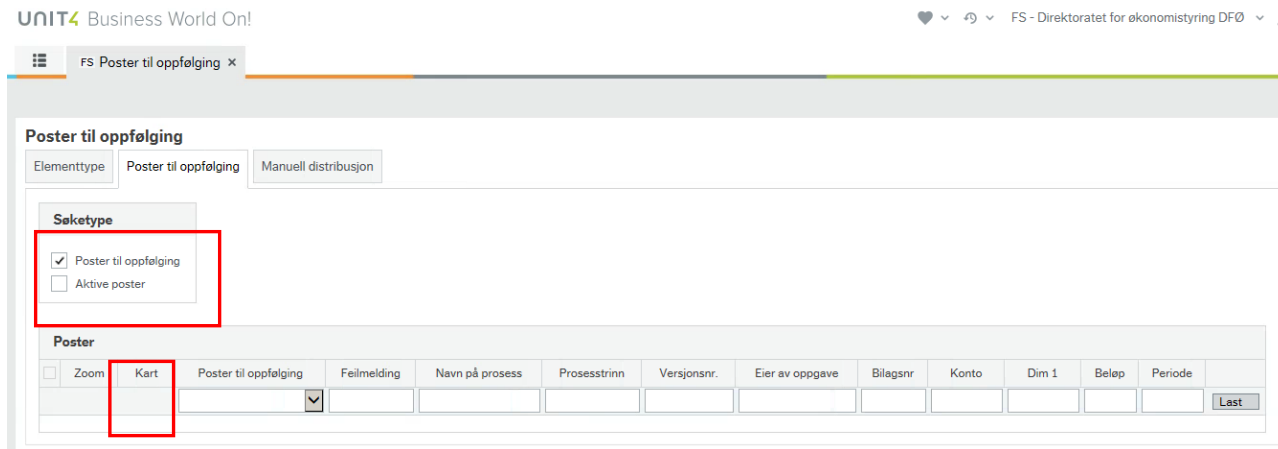 UNIT4 Business World On!
FS - Direktoratet for økonomistyring DFØ
FS Poster til oppfølging ×
Poster til oppfølging
Elementtype Poster til oppfølging Manuell distribusjon
Søketype
Poster til oppfølging
Aktive poster
Poster
Zoom Kart Poster til oppfølging Feilmelding Navn på prosess Prosesstrinn Versjonsnr. Eier av oppgave Bilagsnr Konto Dim 1 Beløp Periode
Last